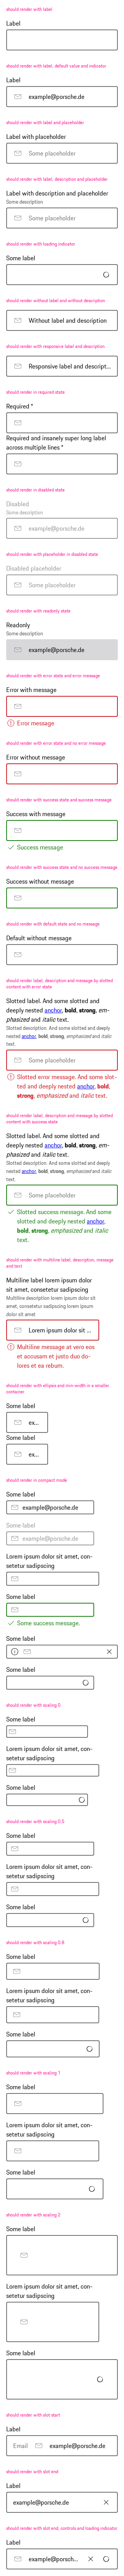 should render with label
Label
should render with label, default value and indicator
Label
example@porsche.de
should render with label and placeholder
Label with placeholder
Some placeholder
should render with label, description and placeholder
Label with description and placeholder
Some description
Some placeholder
should render with loading indicator
Some label
should render without label and without description
Without label and description
should render with responsive label and description
Responsive label and descript...
should render in required state
Required *
Required and insanely super long label
across multiple lines *
should render in disabled state
Disabled
Some description
example@porsche.de
should render with placeholder in disabled state
Disabled placeholder
Some placeholder
should render with readonly state
Readonly
Some description
example@porsche.de
should render with error state and error message
Error with message
Error message
should render with error state and no error message
Error without message
should render with success state and success message
Success with message
Success message
should render with success state and no success message
Success without message
should render with default state and no message
Default without message
should render label, description and message by slotted
content with error state
Slotted label. And some slotted and
deeply nested anchor, bold, strong, em-
phasized and italic text.
Slotted description. And some slotted and deeply
nested anchor, bold, strong, emphasized and italic
text.
Some placeholder
Slotted error message. And some slot-
ted and deeply nested anchor, bold,
strong, emphasized and italic text.
should render label, description and message by slotted
content with success state
Slotted label. And some slotted and
deeply nested anchor, bold, strong, em-
phasized and italic text.
Slotted description. And some slotted and deeply
nested anchor, bold, strong, emphasized and italic
text.
Some placeholder
Slotted success message. And some
slotted and deeply nested anchor,
bold, strong, emphasized and italic
text.
should render with multiline label, description, message
and text
Multiline label lorem ipsum dolor
sit amet, consetetur sadipscing
Multiline description lorem ipsum dolor sit
amet, consetetur sadipscing lorem ipsum
dolor sit amet
Lorem ipsum dolor sit ...
Multiline message at vero eos
et accusam et justo duo do-
lores et ea rebum.
should render with ellipsis and min width in a smaller
container
Some label
ex...
Some label
ex...
should render in compact mode
Some label
example@porsche.de
Some label
example@porsche.de
Lorem ipsum dolor sit amet, con-
setetur sadipscing
Some label
Some success message.
Some label
Some label
should render with scaling 0
Some label
Lorem ipsum dolor sit amet, con-
setetur sadipscing
Some label
should render with scaling 0.5
Some label
Lorem ipsum dolor sit amet, con-
setetur sadipscing
Some label
should render with scaling 0.8
Some label
Lorem ipsum dolor sit amet, con-
setetur sadipscing
Some label
should render with scaling 1
Some label
Lorem ipsum dolor sit amet, con-
setetur sadipscing
Some label
should render with scaling 2
Some label
Lorem ipsum dolor sit amet, con-
setetur sadipscing
Some label
should render with slot start
Label
Email example@porsche.de
should render with slot end
Label
example@porsche.de
should render with slot end, controls and loading indicator
Label
example@porsch...